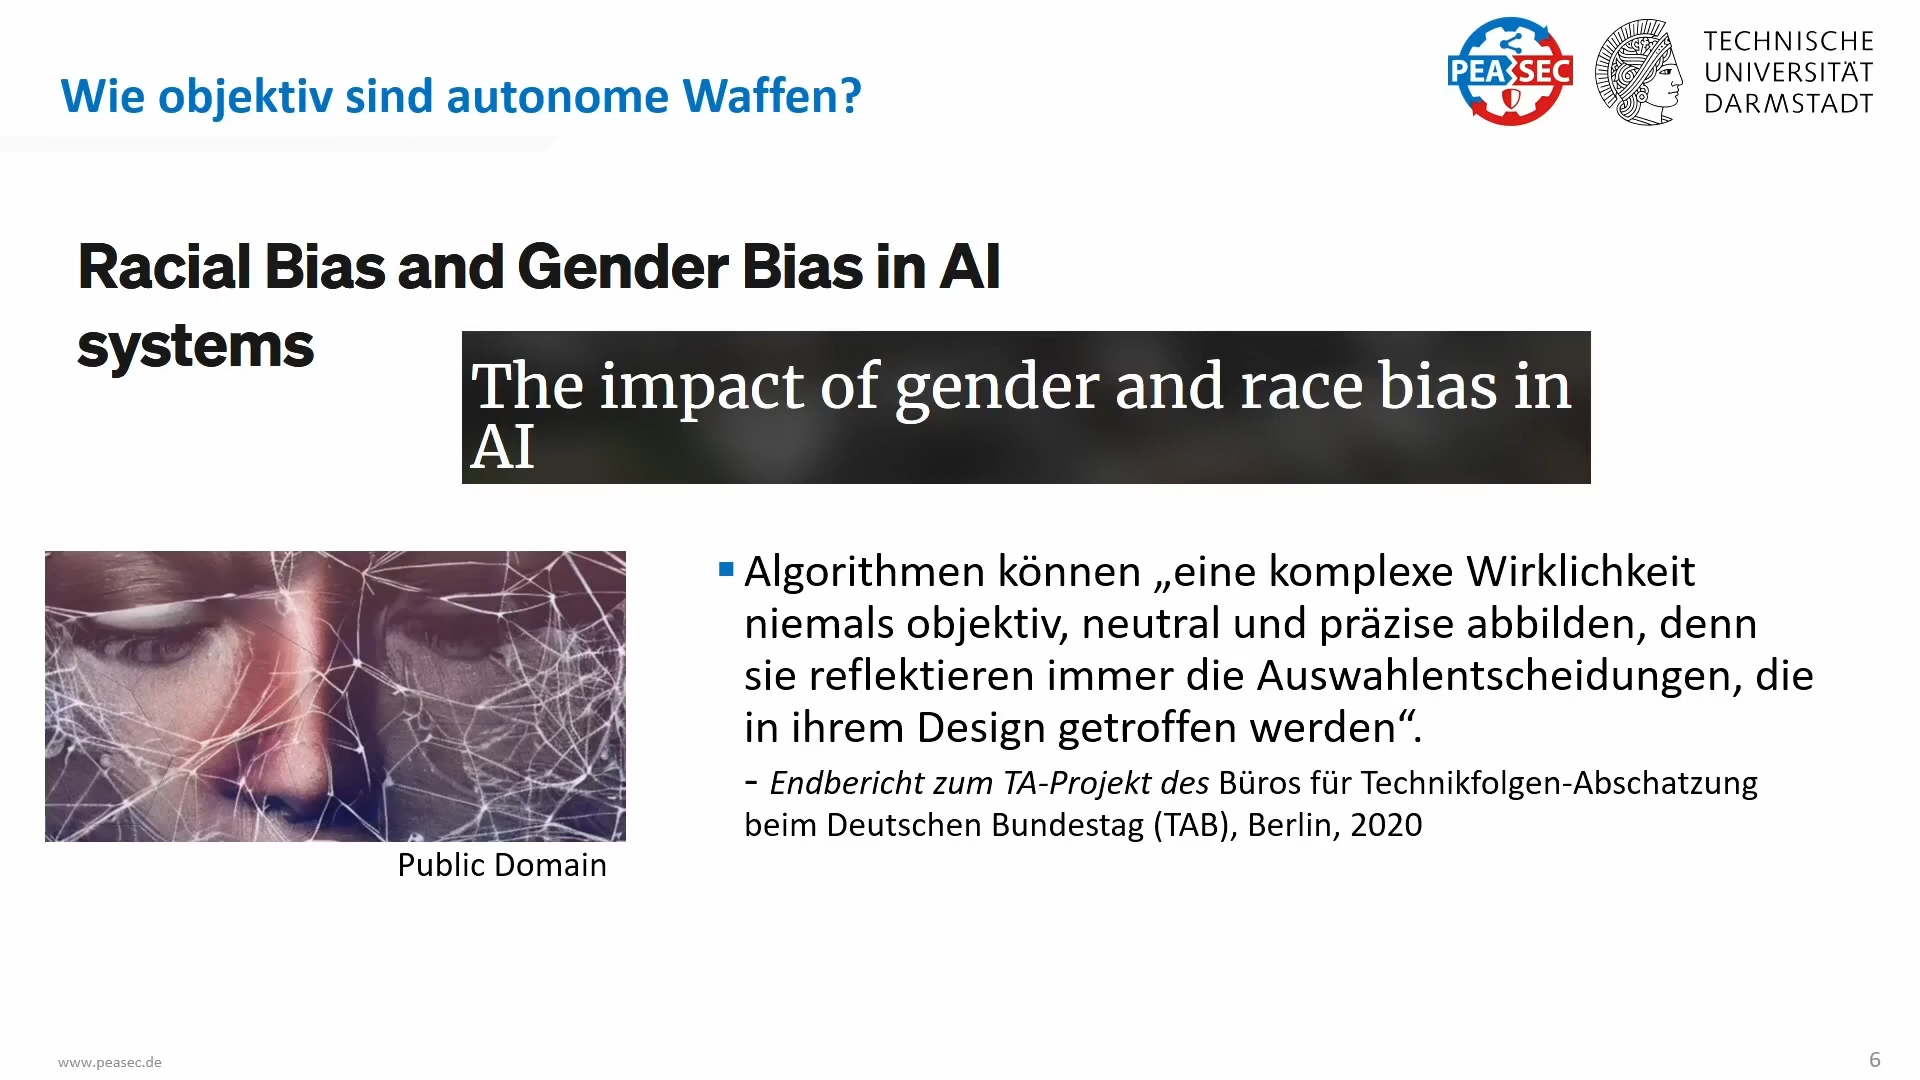 Wie objektiv sind autonome Waffen?
PEASEC
TECHNISCHE
UNIVERSITÄT
DARMSTADT
Racial Bias and Gender Bias in AI
systems
The impact of gender and race bias in
AI
Algorithmen können „eine komplexe Wirklichkeit
niemals objektiv, neutral und präzise abbilden, denn
sie reflektieren immer die Auswahlentscheidungen, die
in ihrem Design getroffen werden“.
- Endbericht zum TA-Projekt des Büros für Technikfolgen-Abschatzung
beim Deutschen Bundestag (TAB), Berlin, 2020
Public Domain
www.peasec.de
6